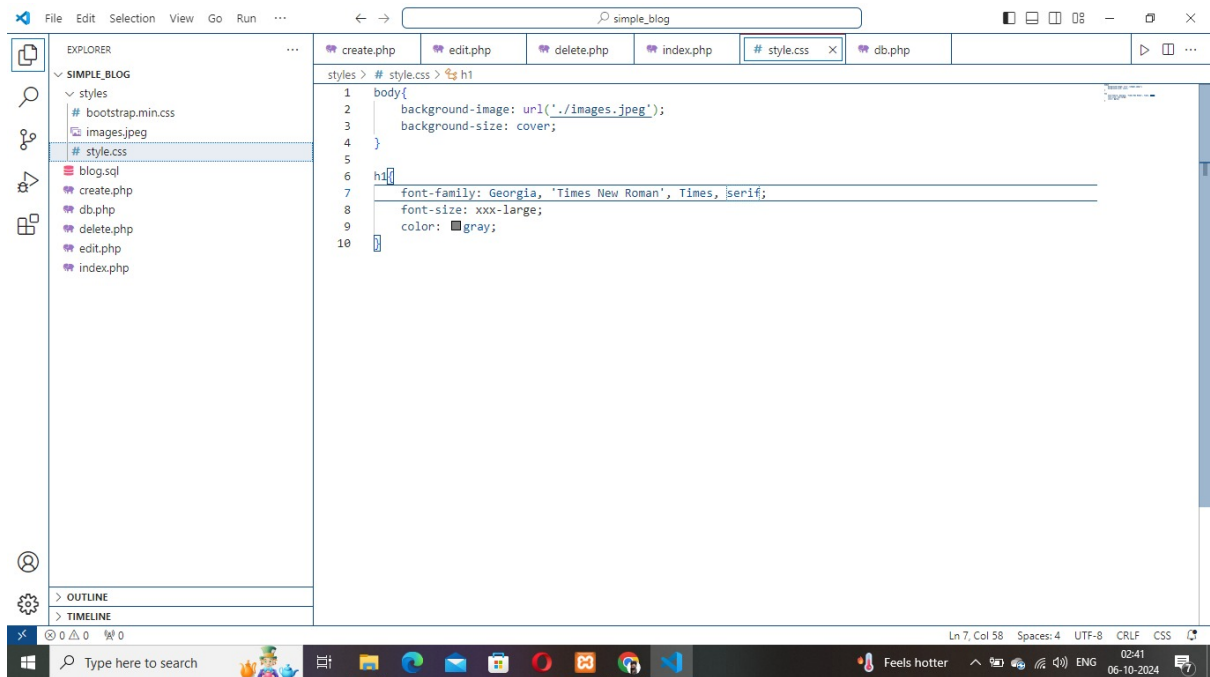 File Edit Selection View Go Run ···
simple_blog
EXPLORER ···
SIMPLE_BLOG
styles
# bootstrap.min.css
images.jpeg
# style.css
blog.sql
create.php
db.php
delete.php
edit.php
index.php
OUTLINE
TIMELINE
create.php edit.php delete.php index.php # style.css × db.php ···
styles > # style.css > h1
1 body{
2 background-image: url('./images.jpeg');
3 background-size: cover;
4 }
5
6 h1{
7 font-family: Georgia, 'Times New Roman', Times, serif;
8 font-size: xxx-large;
9 color: gray;
10 }
0 0 0 Ln 7, Col 58 Spaces: 4 UTF-8 CRLF CSS
Type here to search Feels hotter ENG 02:41
06-10-2024 7